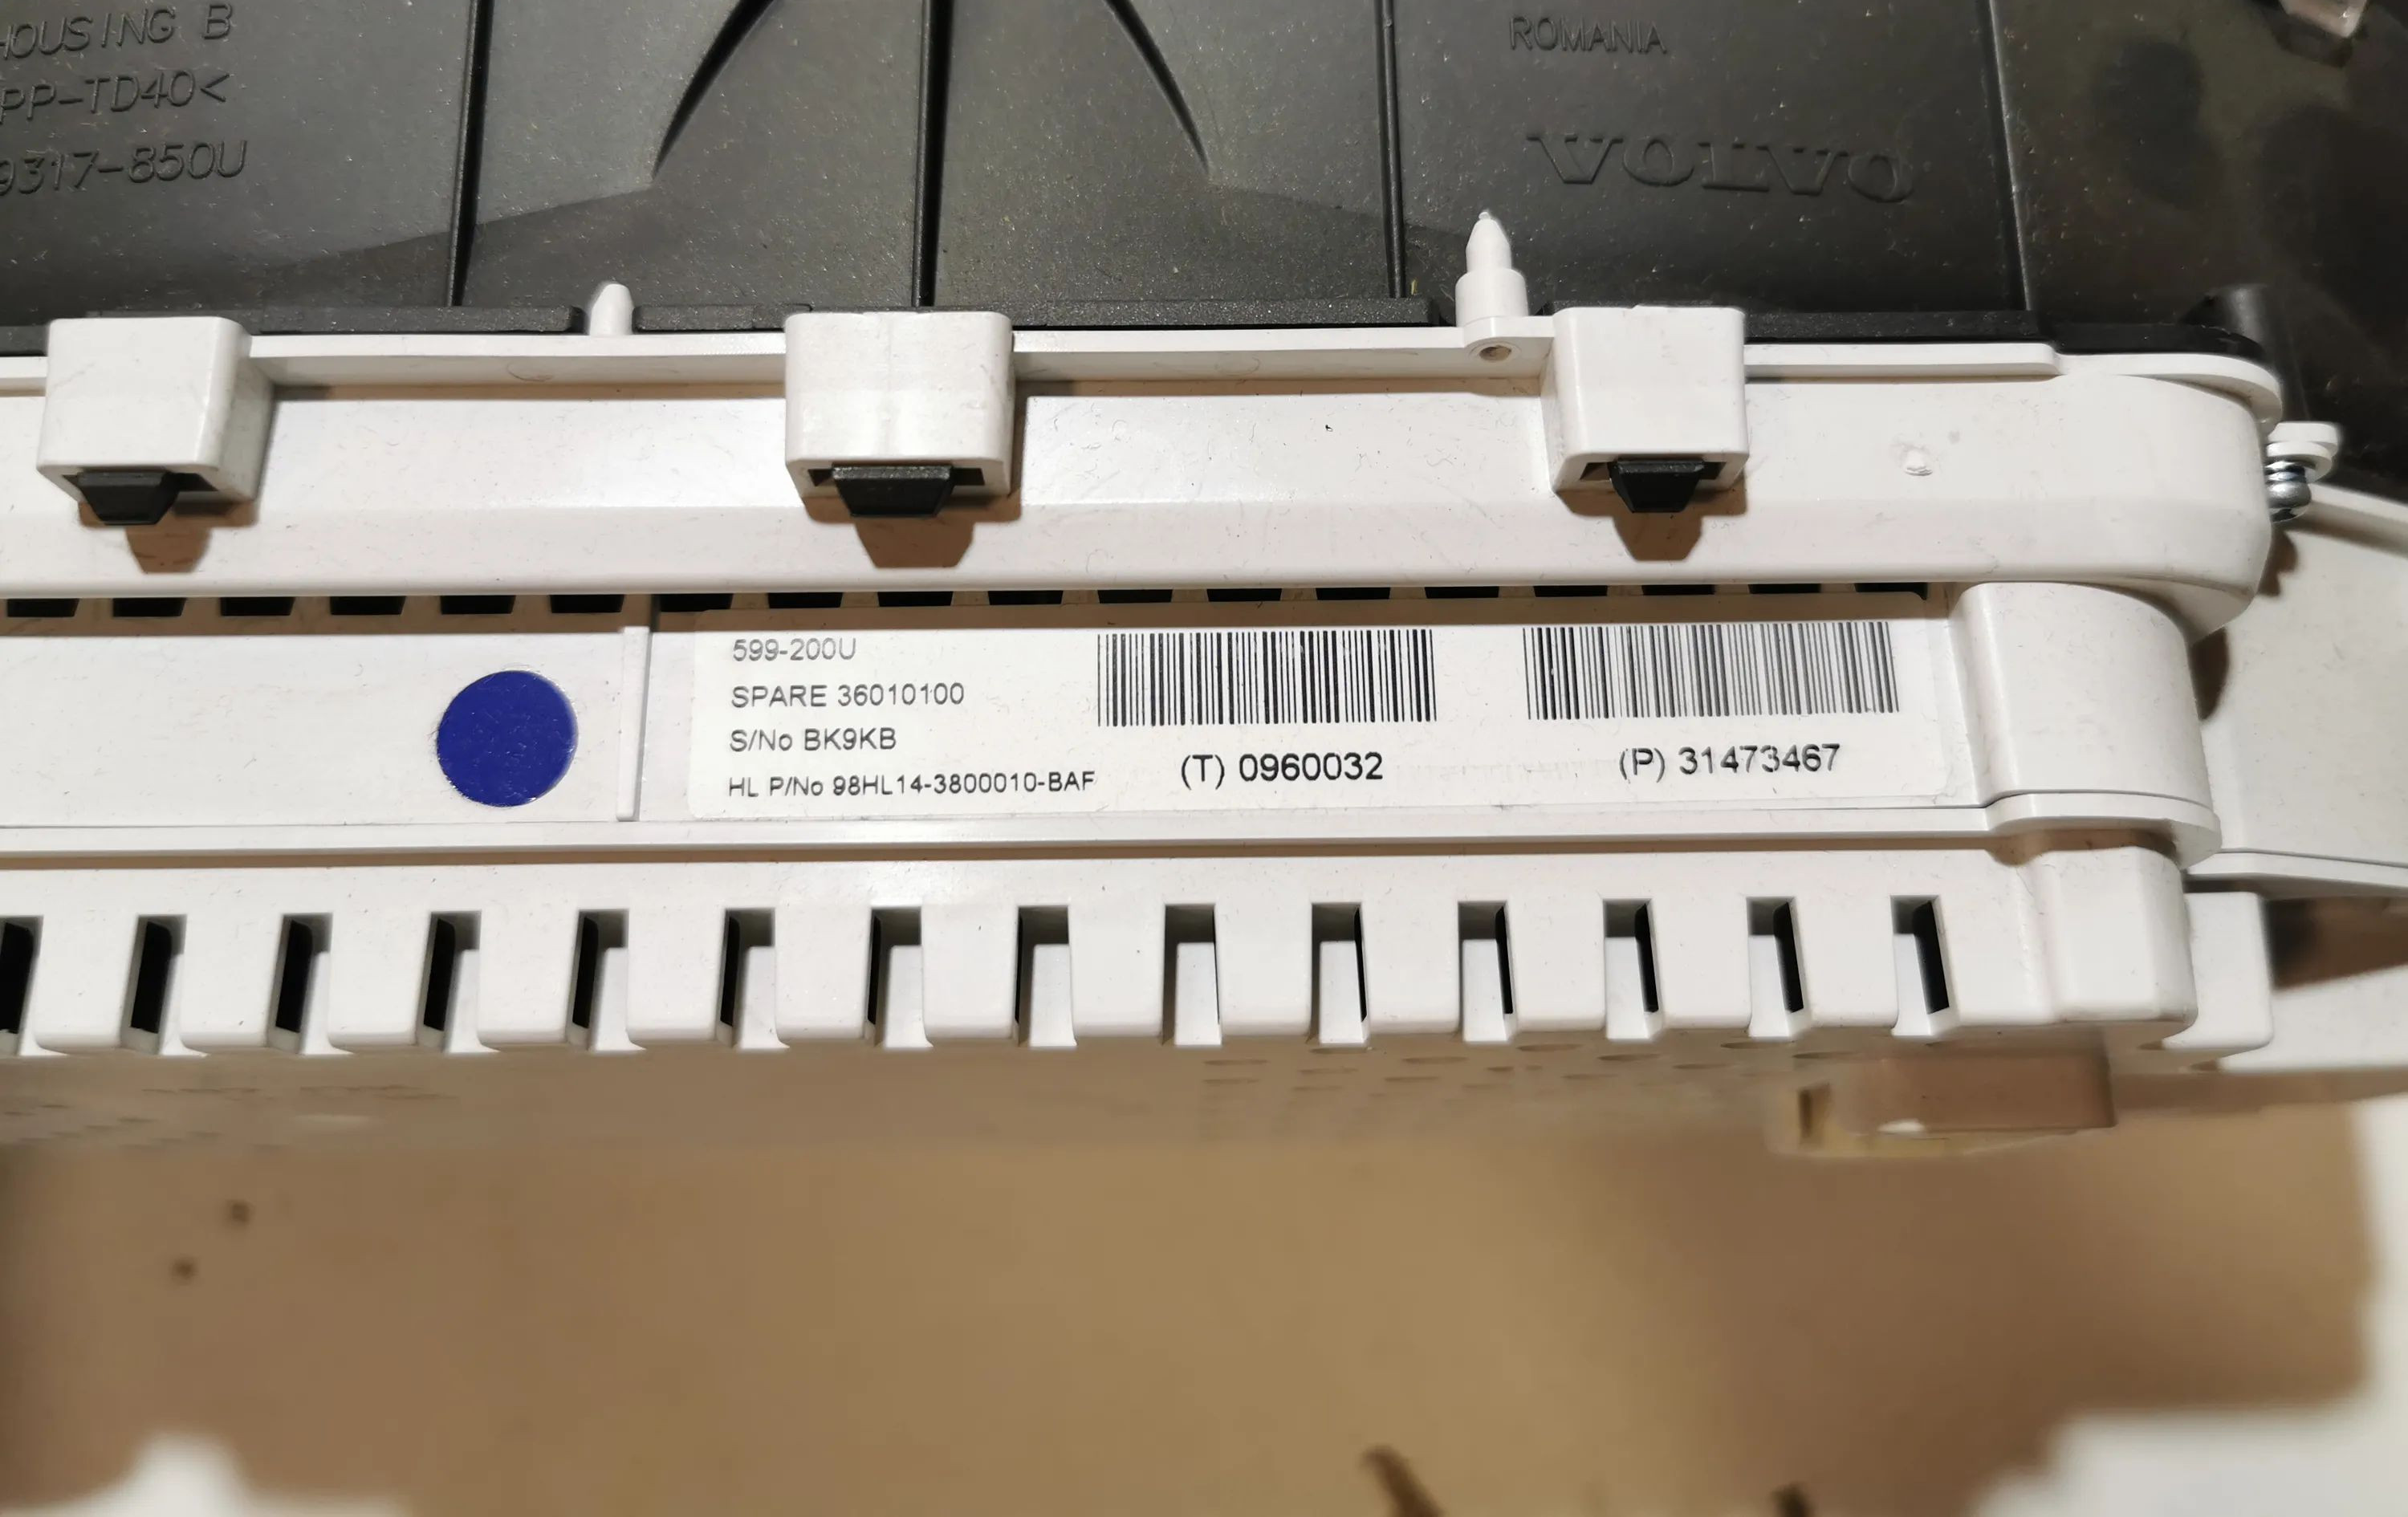 HOUSING B
PP-TD40<
9317-850U
ROMANIA
VOLVO
599-200U
SPARE 36010100
S/No BK9KB
HL P/No 98HL14-3800010-BAF
(T) 0960032
(P) 31473467